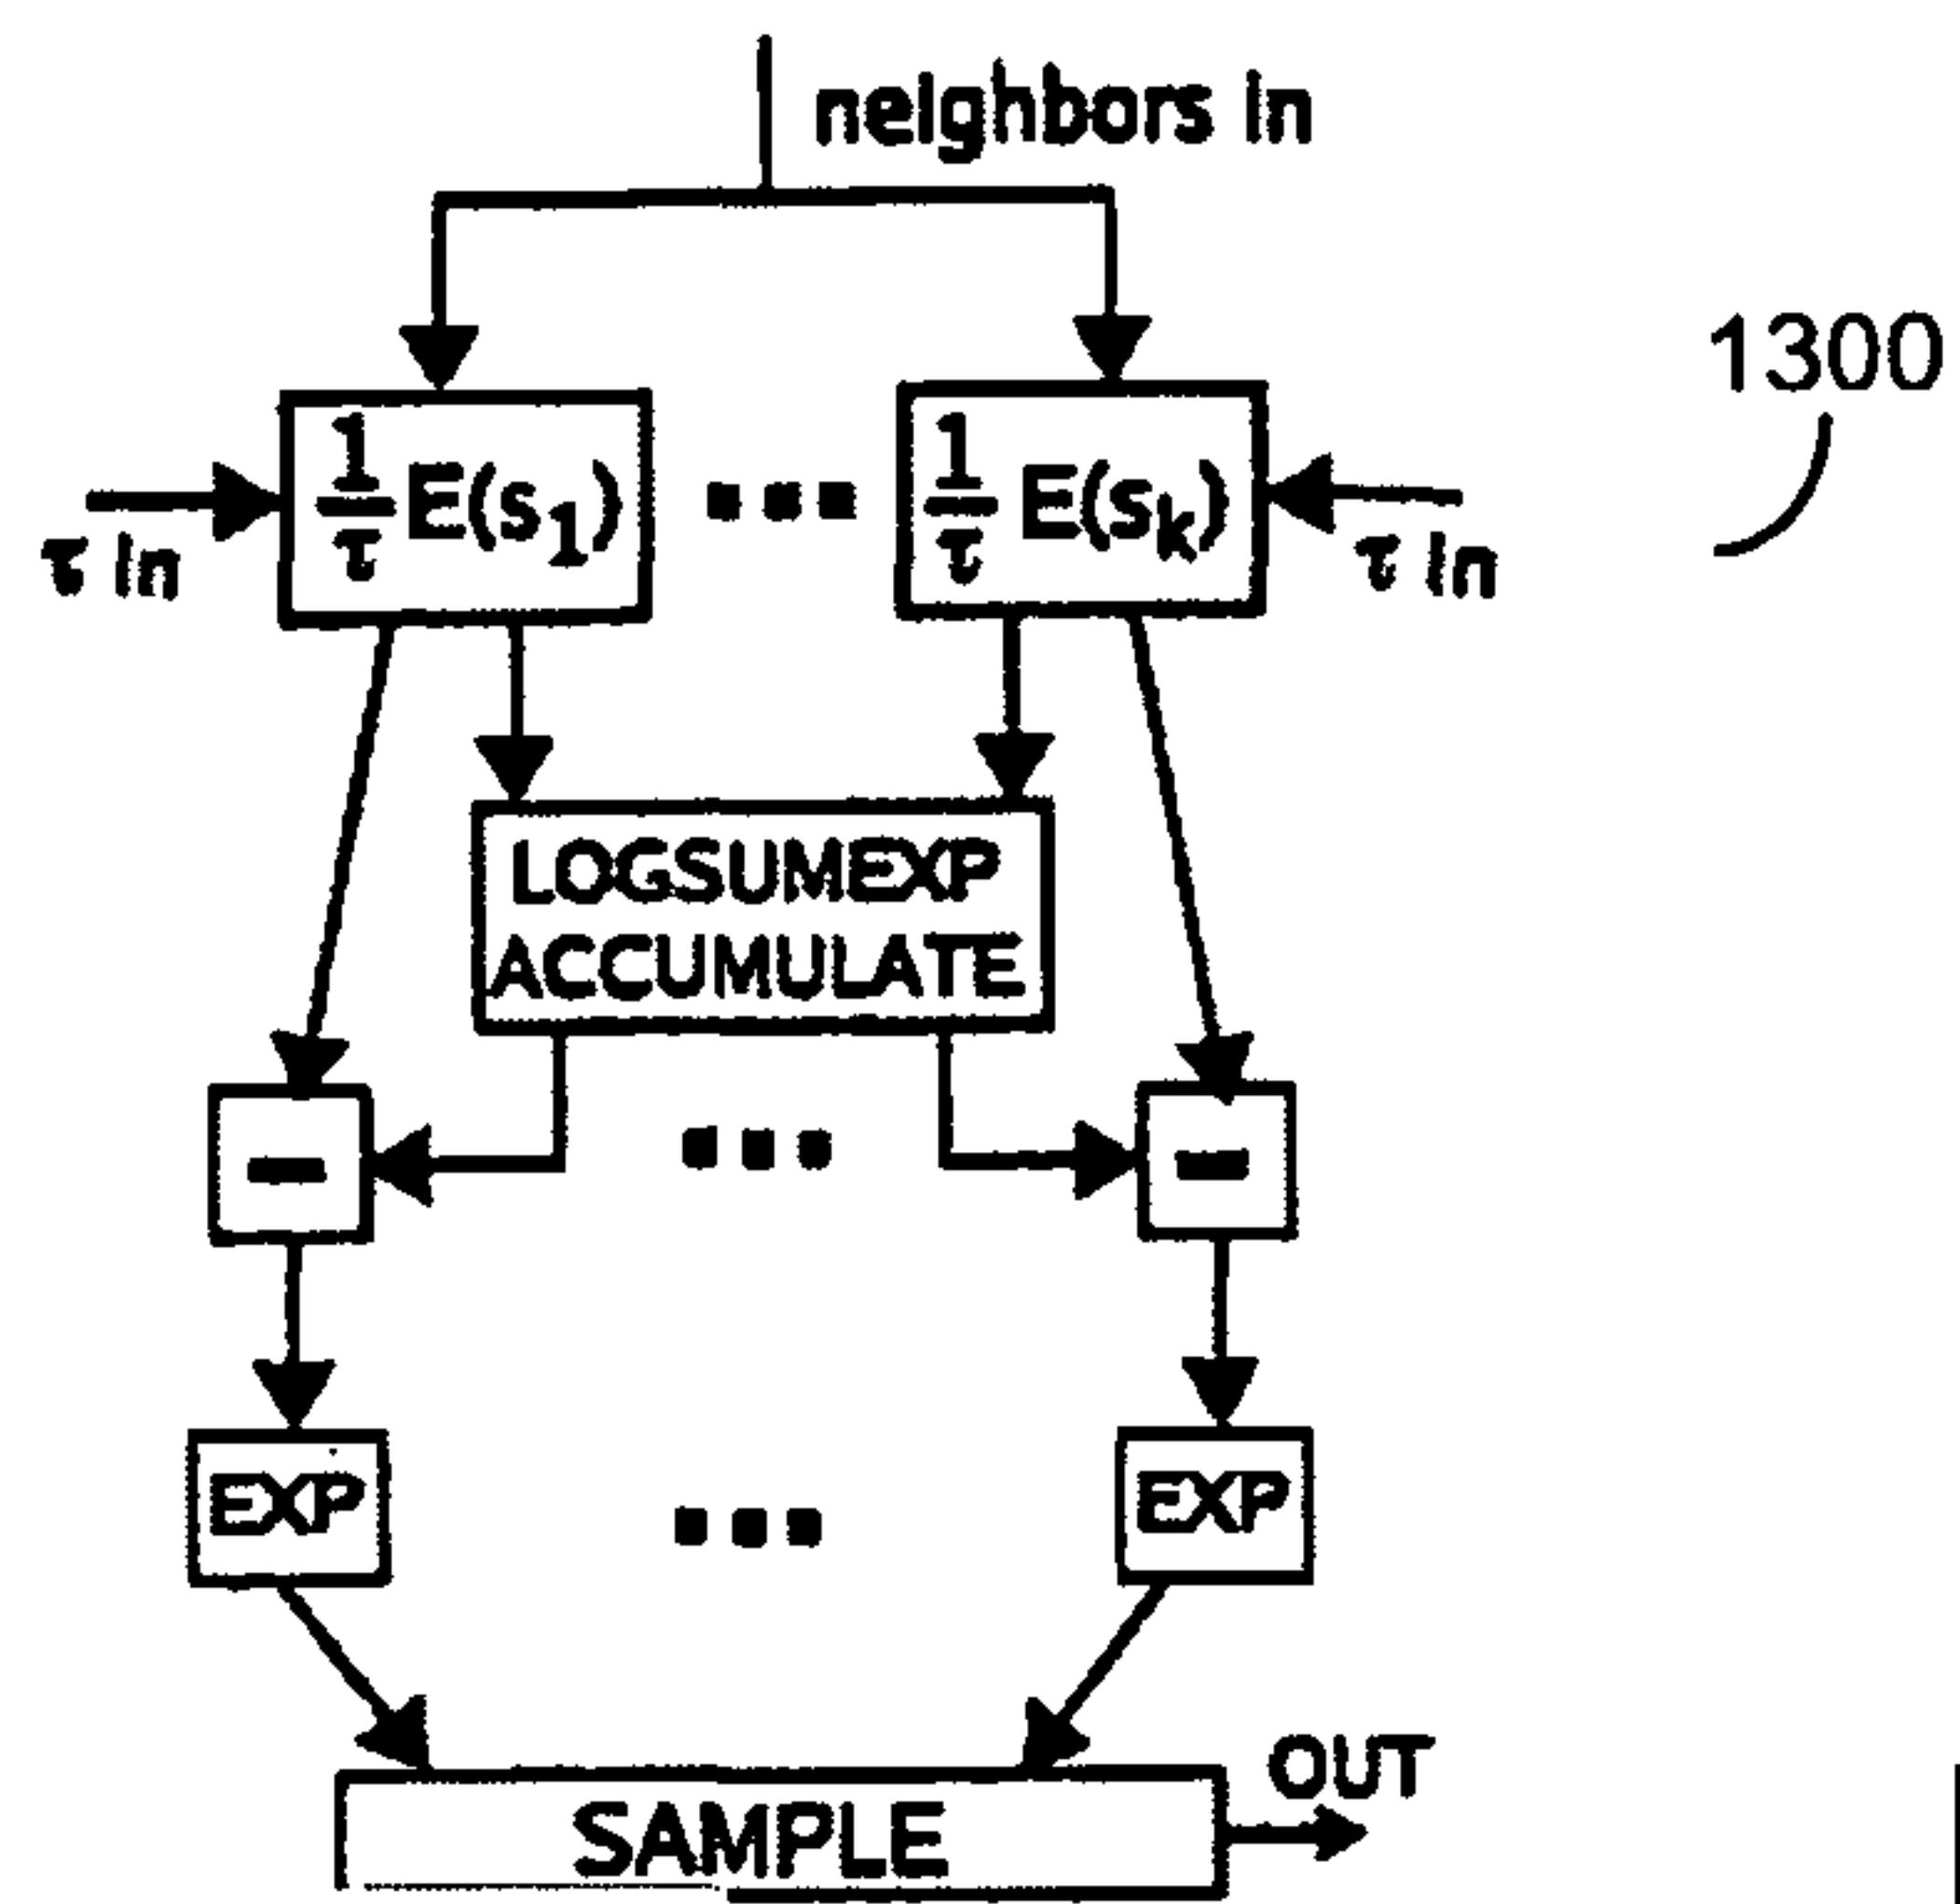 neighbors in
1300
1/τ E(s₁) ... 1/τ E(sₖ)
τ in
τ in
LOGSUMEXP
ACCUMULATE
...
− −
EXP ... EXP
OUT
SAMPLE